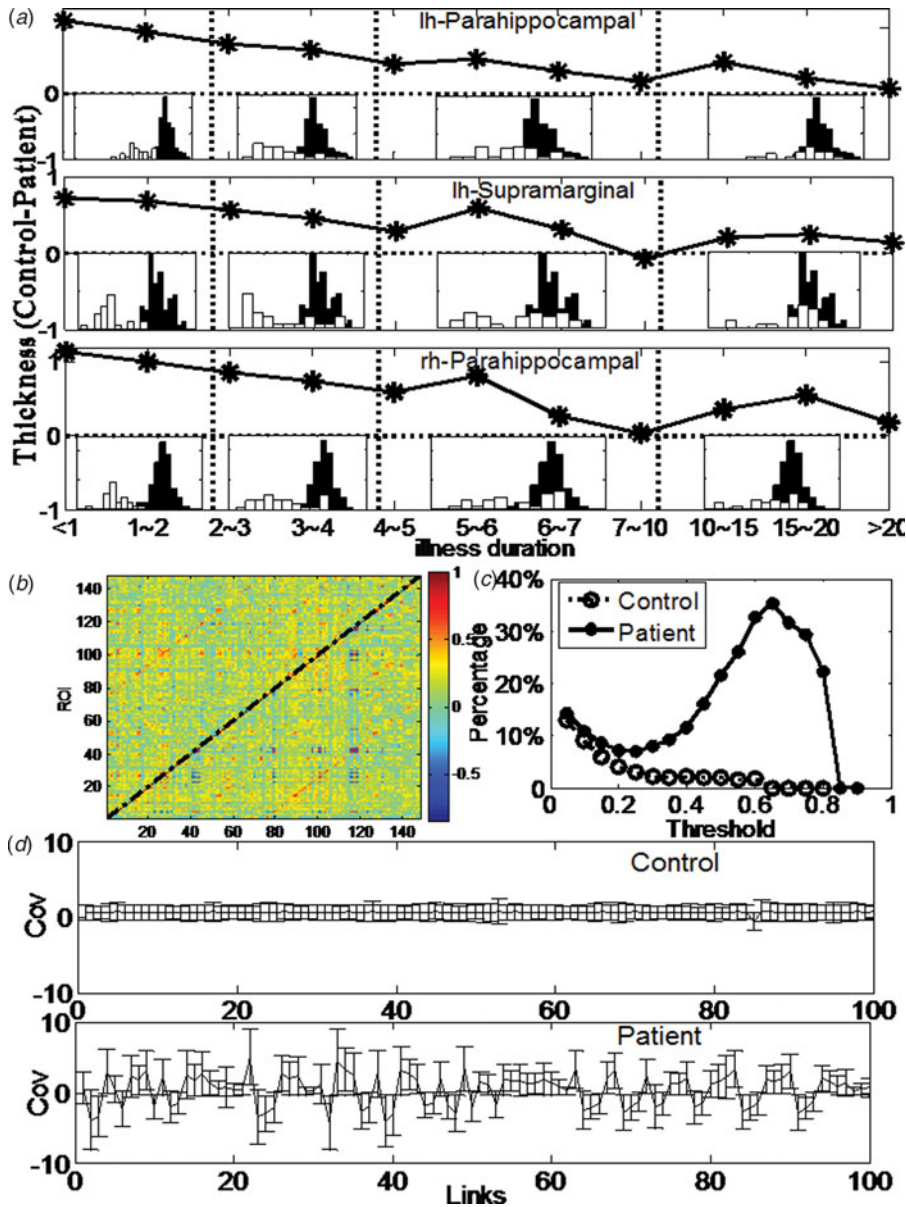 (a)
lh-Parahippocampal
0
-1
1
lh-Supramarginal
0
-1
1
rh-Parahippocampal
0
-1
Thickness (Control-Patient)
<1 1~2 2~3 3~4 4~5 5~6 6~7 7~10 10~15 15~20 >20
illness duration
(b)
140
120
100
80
60
40
20
ROI
20 40 60 80 100 120 140
1
0.5
0
-0.5
(c)
40%
30%
20%
10%
0
Percentage
Control
Patient
0 0.2 0.4 0.6 0.8 1
Threshold
(d)
10
0
-10
Cov
Control
0 20 40 60 80 100
10
0
-10
Cov
Patient
0 20 40 60 80 100
Links